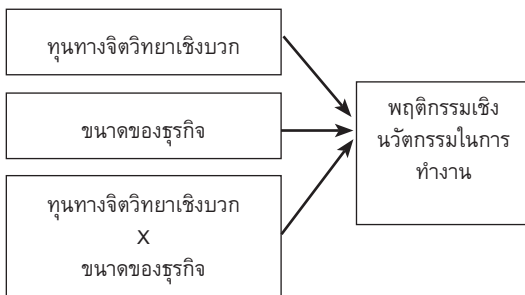 ทุนทางจิตวิทยาเชิงบวก
ขนาดของธุรกิจ
ทุนทางจิตวิทยาเชิงบวก
X
ขนาดของธุรกิจ
พฤติกรรมเชิง
นวัตกรรมในการ
ทำงาน